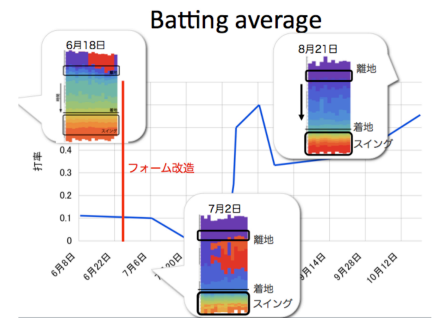 Batting average
6月18日
8月21日
離地
着地
スイング
0.4
0.3
0.2
0.1
0
打率
フォーム改造
7月2日
離地
着地
スイング
6月8日
6月22日
7月6日
9月14日
9月28日
10月12日